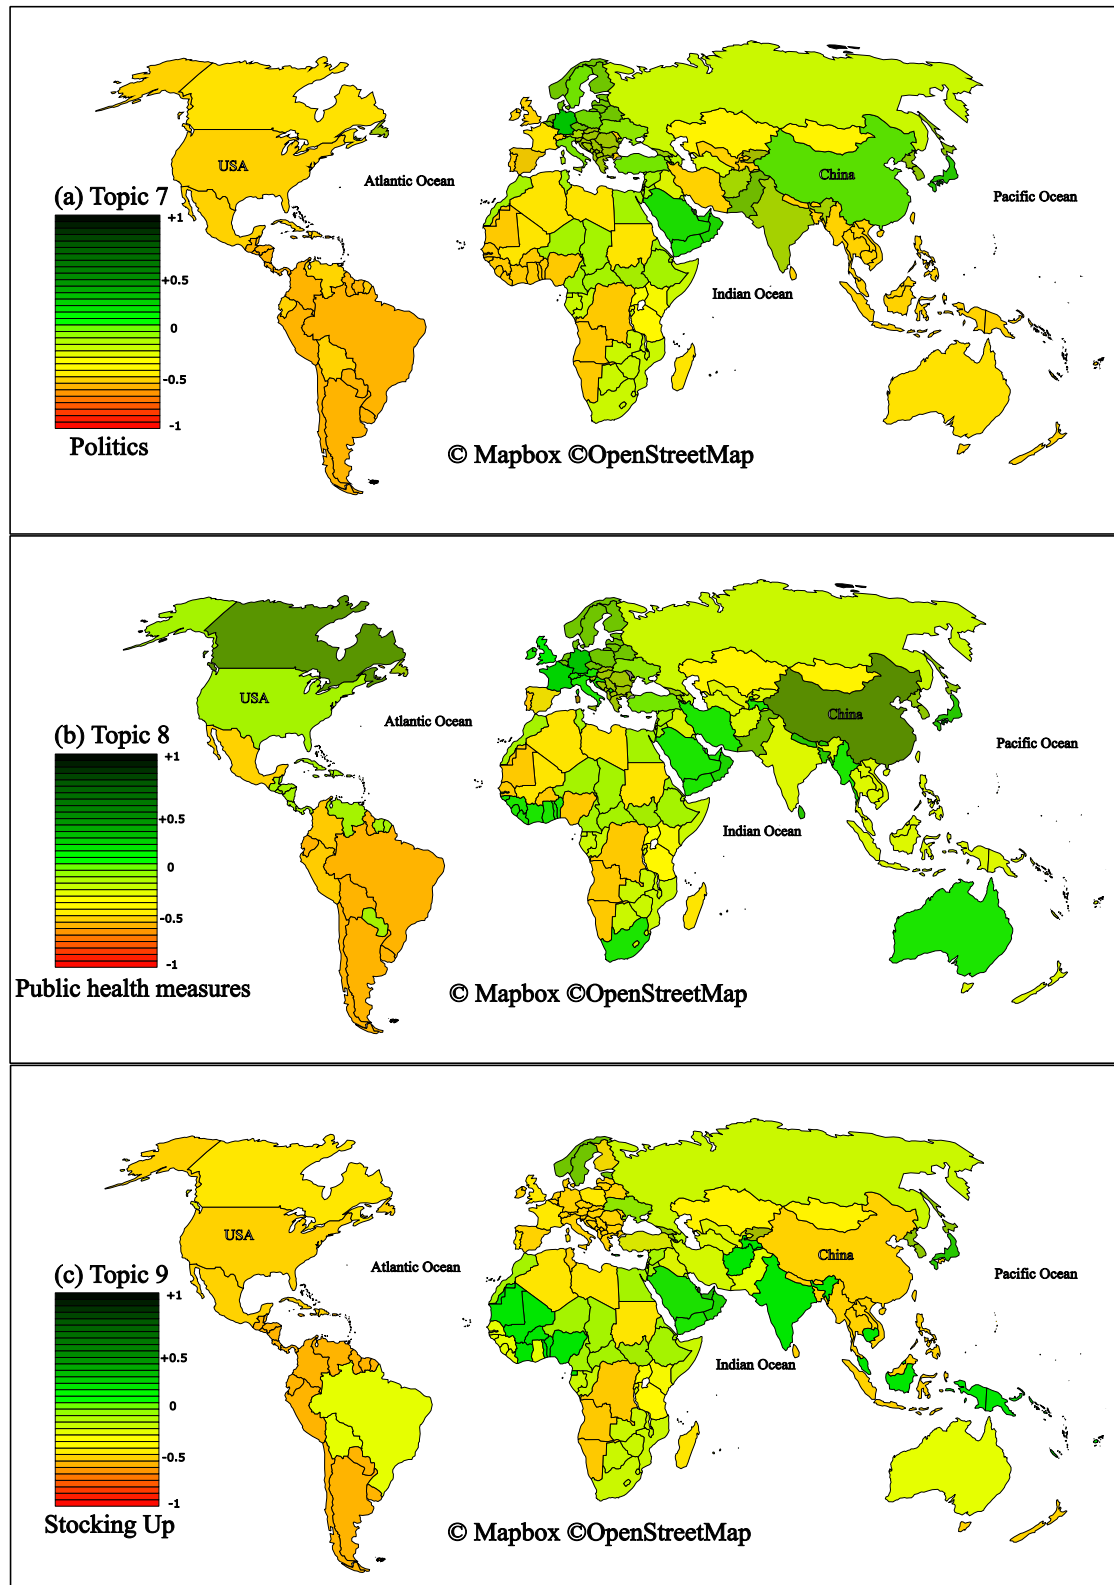 USA
China
Atlantic Ocean
Pacific Ocean
Indian Ocean
(a) Topic 7
+1
+0.5
0
-0.5
-1
Politics
© Mapbox ©OpenStreetMap
USA
China
Atlantic Ocean
Pacific Ocean
Indian Ocean
(b) Topic 8
+1
+0.5
0
-0.5
-1
Public health measures
© Mapbox ©OpenStreetMap
USA
China
Atlantic Ocean
Pacific Ocean
Indian Ocean
(c) Topic 9
+1
+0.5
0
-0.5
-1
Stocking Up
© Mapbox ©OpenStreetMap